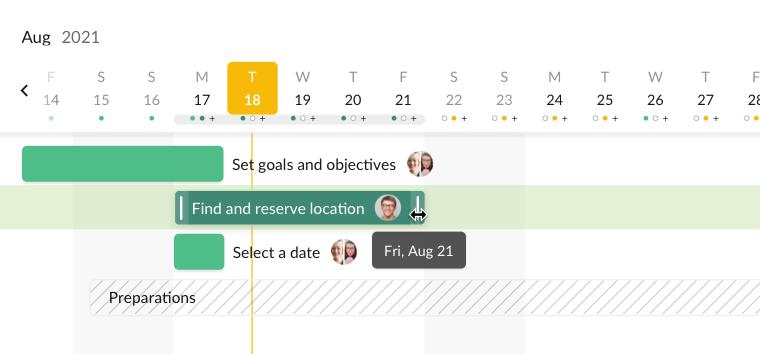 Aug 2021
F S S M T W T F S S M T W T F
14 15 16 17 18 19 20 21 22 23 24 25 26 27 28
+ + + + + + + + + + +
Set goals and objectives
Find and reserve location
Select a date
Fri, Aug 21
Preparations